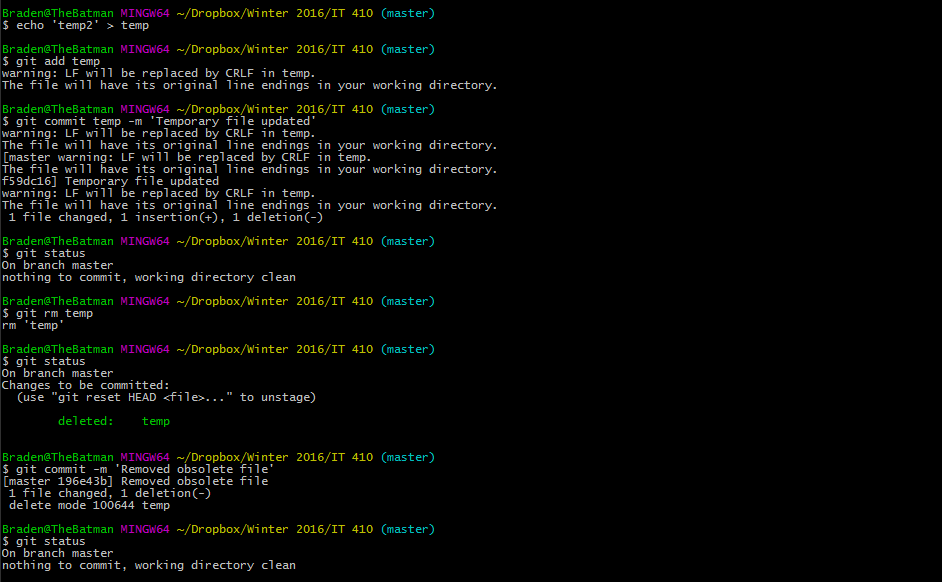 Braden@TheBatman MINGW64 ~/Dropbox/Winter 2016/IT 410 (master)
$ echo 'temp2' > temp
Braden@TheBatman MINGW64 ~/Dropbox/Winter 2016/IT 410 (master)
$ git add temp
warning: LF will be replaced by CRLF in temp.
The file will have its original line endings in your working directory.
Braden@TheBatman MINGW64 ~/Dropbox/Winter 2016/IT 410 (master)
$ git commit temp -m 'Temporary file updated'
warning: LF will be replaced by CRLF in temp.
The file will have its original line endings in your working directory.
[master warning: LF will be replaced by CRLF in temp.
The file will have its original line endings in your working directory.
f59dc16] Temporary file updated
warning: LF will be replaced by CRLF in temp.
The file will have its original line endings in your working directory.
 1 file changed, 1 insertion(+), 1 deletion(-)
Braden@TheBatman MINGW64 ~/Dropbox/Winter 2016/IT 410 (master)
$ git status
On branch master
nothing to commit, working directory clean
Braden@TheBatman MINGW64 ~/Dropbox/Winter 2016/IT 410 (master)
$ git rm temp
rm 'temp'
Braden@TheBatman MINGW64 ~/Dropbox/Winter 2016/IT 410 (master)
$ git status
On branch master
Changes to be committed:
  (use "git reset HEAD <file>..." to unstage)
        deleted:    temp
Braden@TheBatman MINGW64 ~/Dropbox/Winter 2016/IT 410 (master)
$ git commit -m 'Removed obsolete file'
[master 196e43b] Removed obsolete file
 1 file changed, 1 deletion(-)
 delete mode 100644 temp
Braden@TheBatman MINGW64 ~/Dropbox/Winter 2016/IT 410 (master)
$ git status
On branch master
nothing to commit, working directory clean